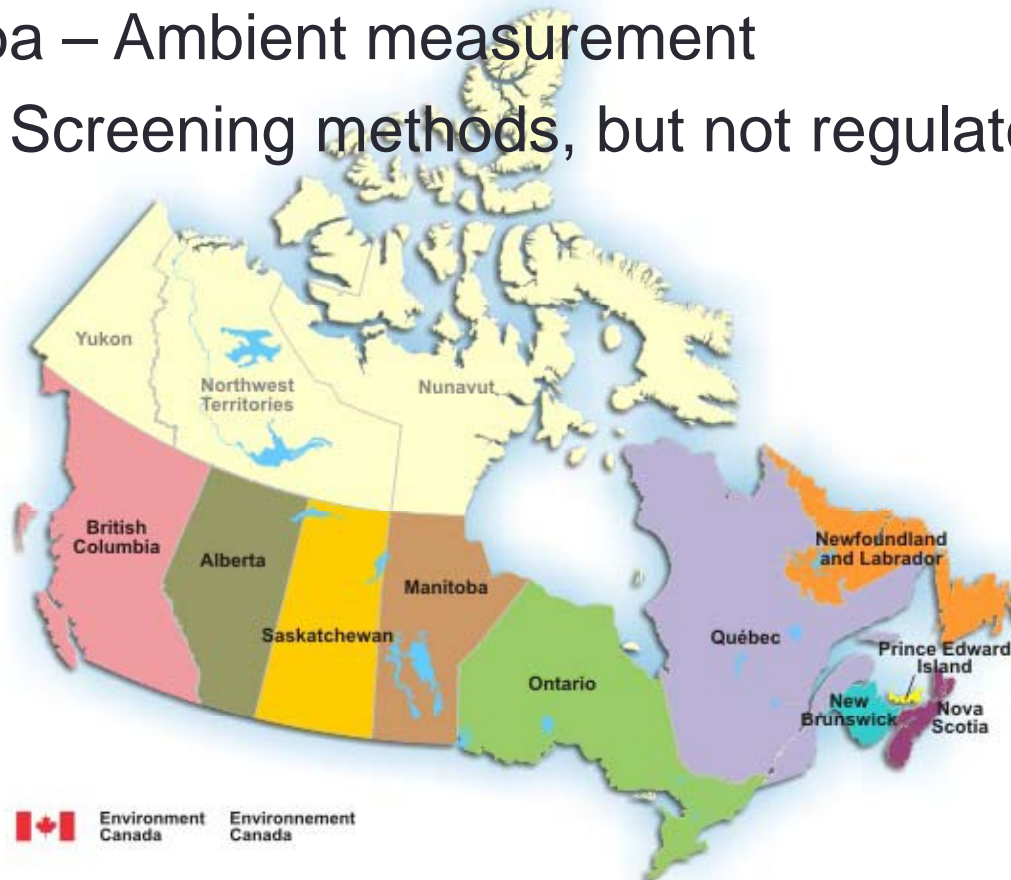 oa – Ambient measurement
Screening methods, but not regulate
Yukon
Northwest
Territories
Nunavut
British
Columbia
Alberta
Saskatchewan
Manitoba
Ontario
Québec
Newfoundland
and Labrador
Prince Edward
Island
New
Brunswick
Nova
Scotia
Environment
Canada
Environnement
Canada